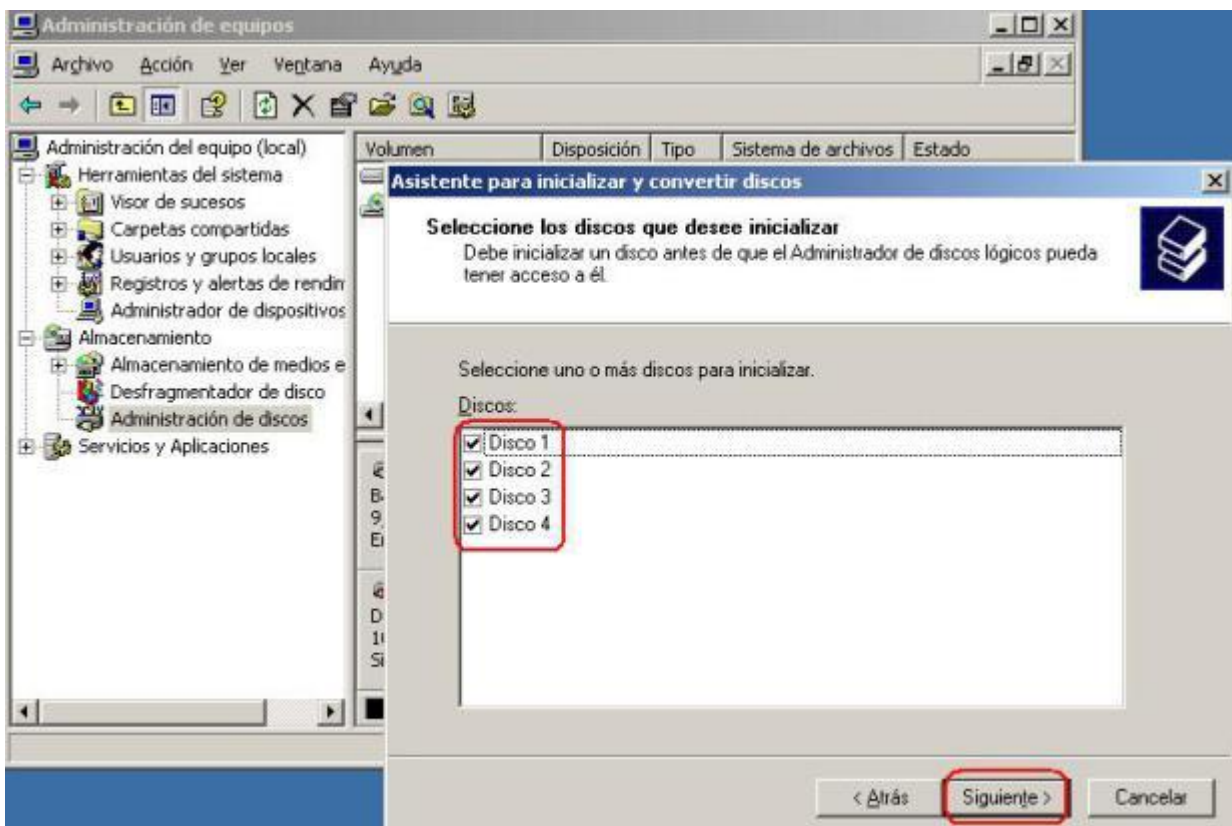 Administración de equipos
Archivo Acción Ver Ventana Ayuda
Administración del equipo (local)
Herramientas del sistema
Visor de sucesos
Carpetas compartidas
Usuarios y grupos locales
Registros y alertas de rendim
Administrador de dispositivos
Almacenamiento
Almacenamiento de medios e
Desfragmentador de disco
Administración de discos
Servicios y Aplicaciones
Volumen Disposición Tipo Sistema de archivos Estado
Asistente para inicializar y convertir discos
Seleccione los discos que desee inicializar
Debe inicializar un disco antes de que el Administrador de discos lógicos pueda
tener acceso a él.
Seleccione uno o más discos para inicializar.
Discos:
Disco 1
Disco 2
Disco 3
Disco 4
< Atrás Siguiente > Cancelar